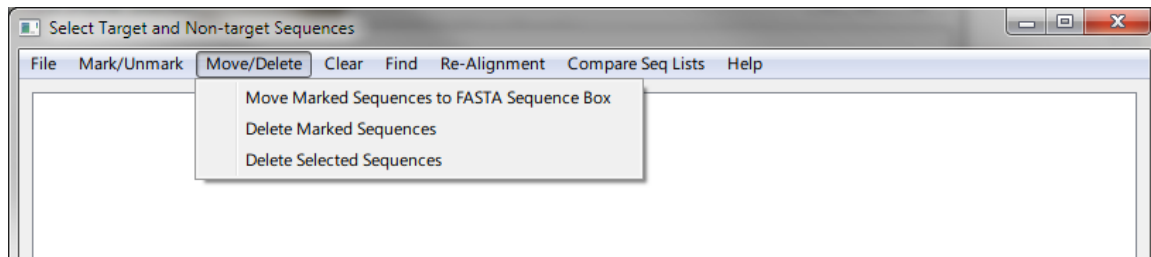 Select Target and Non-target Sequences
File Mark/Unmark Move/Delete Clear Find Re-Alignment Compare Seq Lists Help
Move Marked Sequences to FASTA Sequence Box
Delete Marked Sequences
Delete Selected Sequences